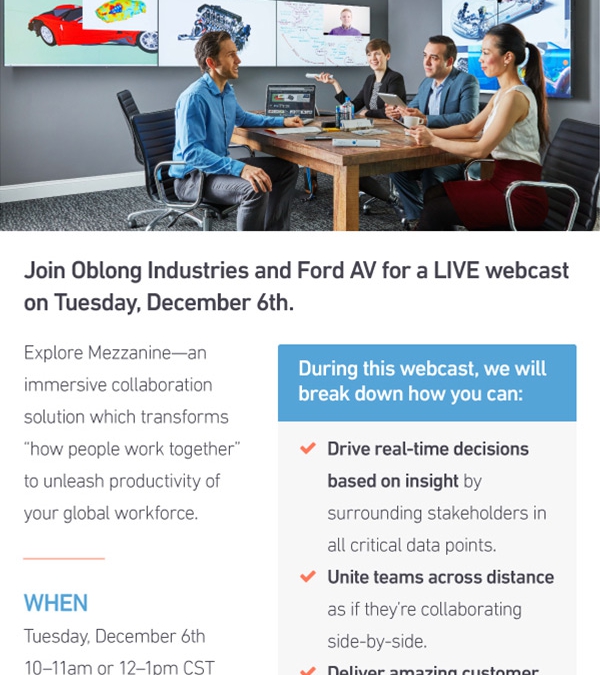 Join Oblong Industries and Ford AV for a LIVE webcast
on Tuesday, December 6th.
Explore Mezzanine—an
immersive collaboration
solution which transforms
“how people work together”
to unleash productivity of
your global workforce.
WHEN
Tuesday, December 6th
10–11am or 12–1pm CST
During this webcast, we will
break down how you can:
Drive real-time decisions
based on insight by
surrounding stakeholders in
all critical data points.
Unite teams across distance
as if they’re collaborating
side-by-side.
Deliver amazing customer